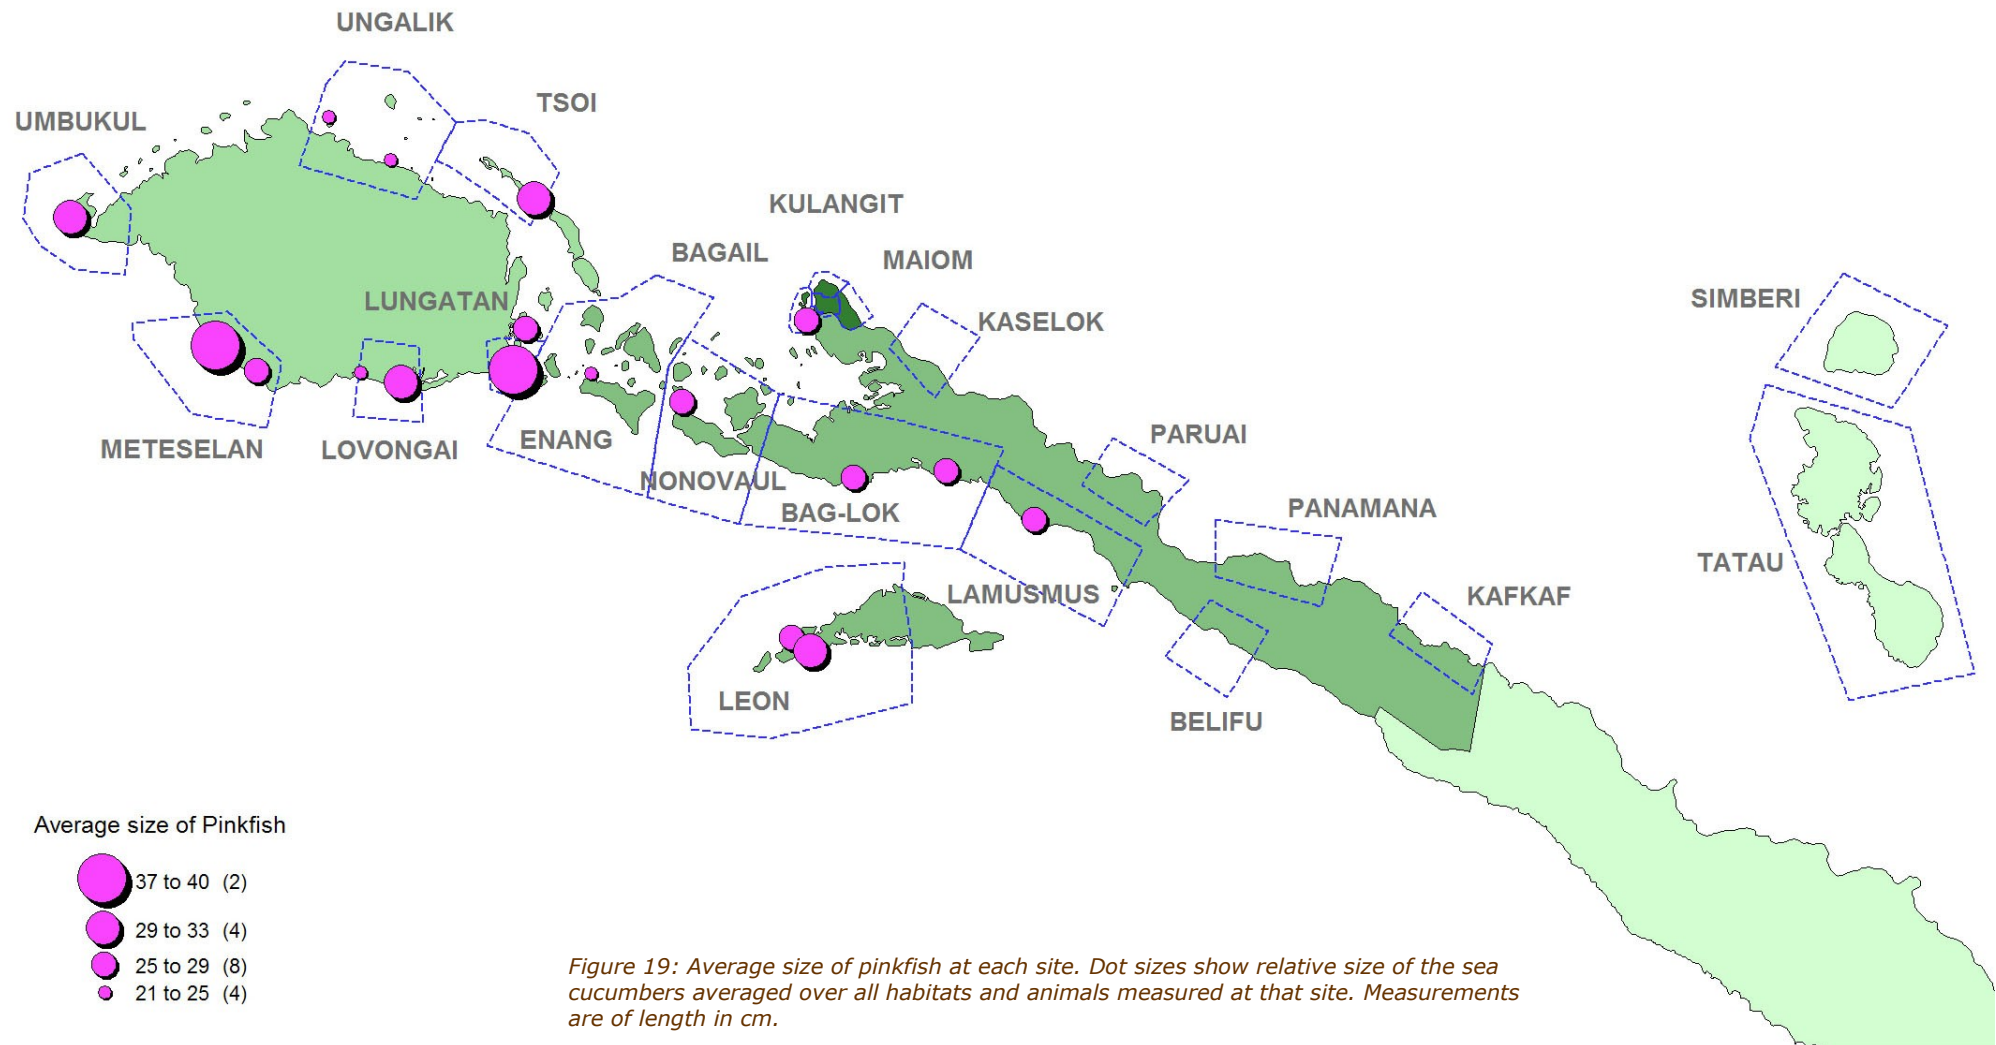 UNGALIK
TSOI
UMBUKUL
KULANGIT
BAGAIL
MAIOM
LUNGATAN
SIMBERI
KASELOK
METESELAN
LOVONGAI
ENANG
PARUAI
NONOVAUL
BAG-LOK
PANAMANA
TATAU
LAMUSMUS
KAFKAF
LEON
BELIFU
Average size of Pinkfish
37 to 40 (2)
29 to 33 (4)
25 to 29 (8)
21 to 25 (4)
Figure 19: Average size of pinkfish at each site. Dot sizes show relative size of the sea
cucumbers averaged over all habitats and animals measured at that site. Measurements
are of length in cm.